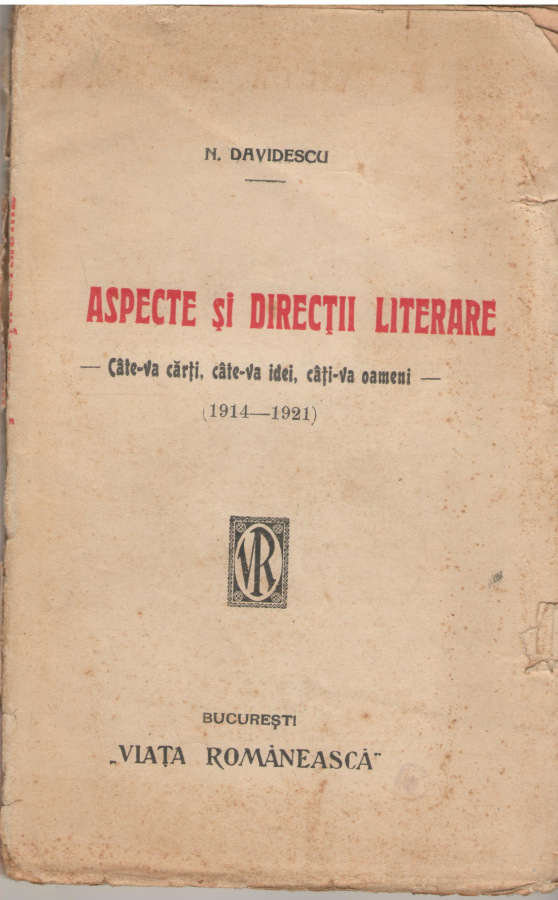 N. DAVIDESCU
ASPECTE şi DIRECŢII LITERARE
— Câte-va cărţi, câte-va idei, câţi-va oameni —
(1914—1921)
VR
BUCUREŞTI
„VIAŢA ROMÂNEASCĂ"